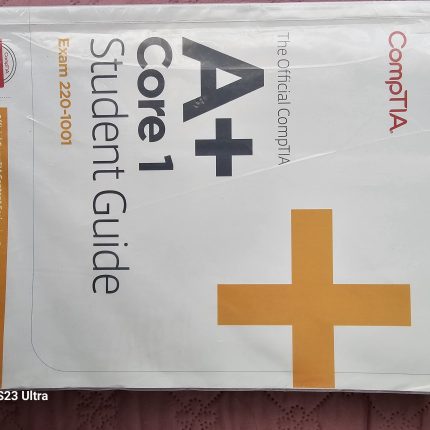 CompTIA.
The Official CompTIA
A+
Core 1
Student Guide
Exam 220-1001
S23 Ultra